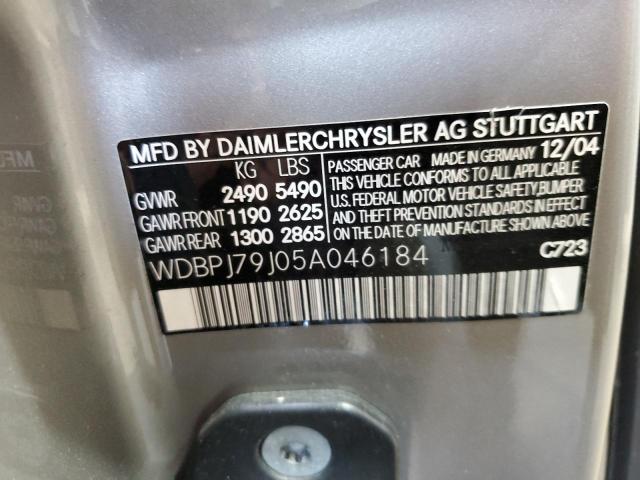 MFD BY DAIMLERCHRYSLER AG STUTTGART
KG LBS
GVWR 2490 5490
GAWR FRONT 1190 2625
GAWR REAR 1300 2865
PASSENGER CAR MADE IN GERMANY 12/04
THIS VEHICLE CONFORMS TO ALL APPLICABLE
U.S. FEDERAL MOTOR VEHICLE SAFETY, BUMPER
AND THEFT PREVENTION STANDARDS IN EFFECT
ON THE DATE OF MANUFACTURE SHOWN ABOVE.
WDBPJ79J05A046184
C723